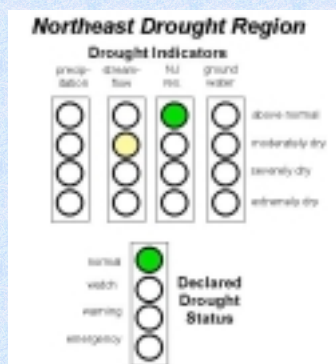 Northeast Drought Region
Drought Indicators
precip- stream- NJ ground
itation flow res. water
above normal
moderately dry
severely dry
extremely dry
normal
watch
warning
emergency
Declared
Drought
Status